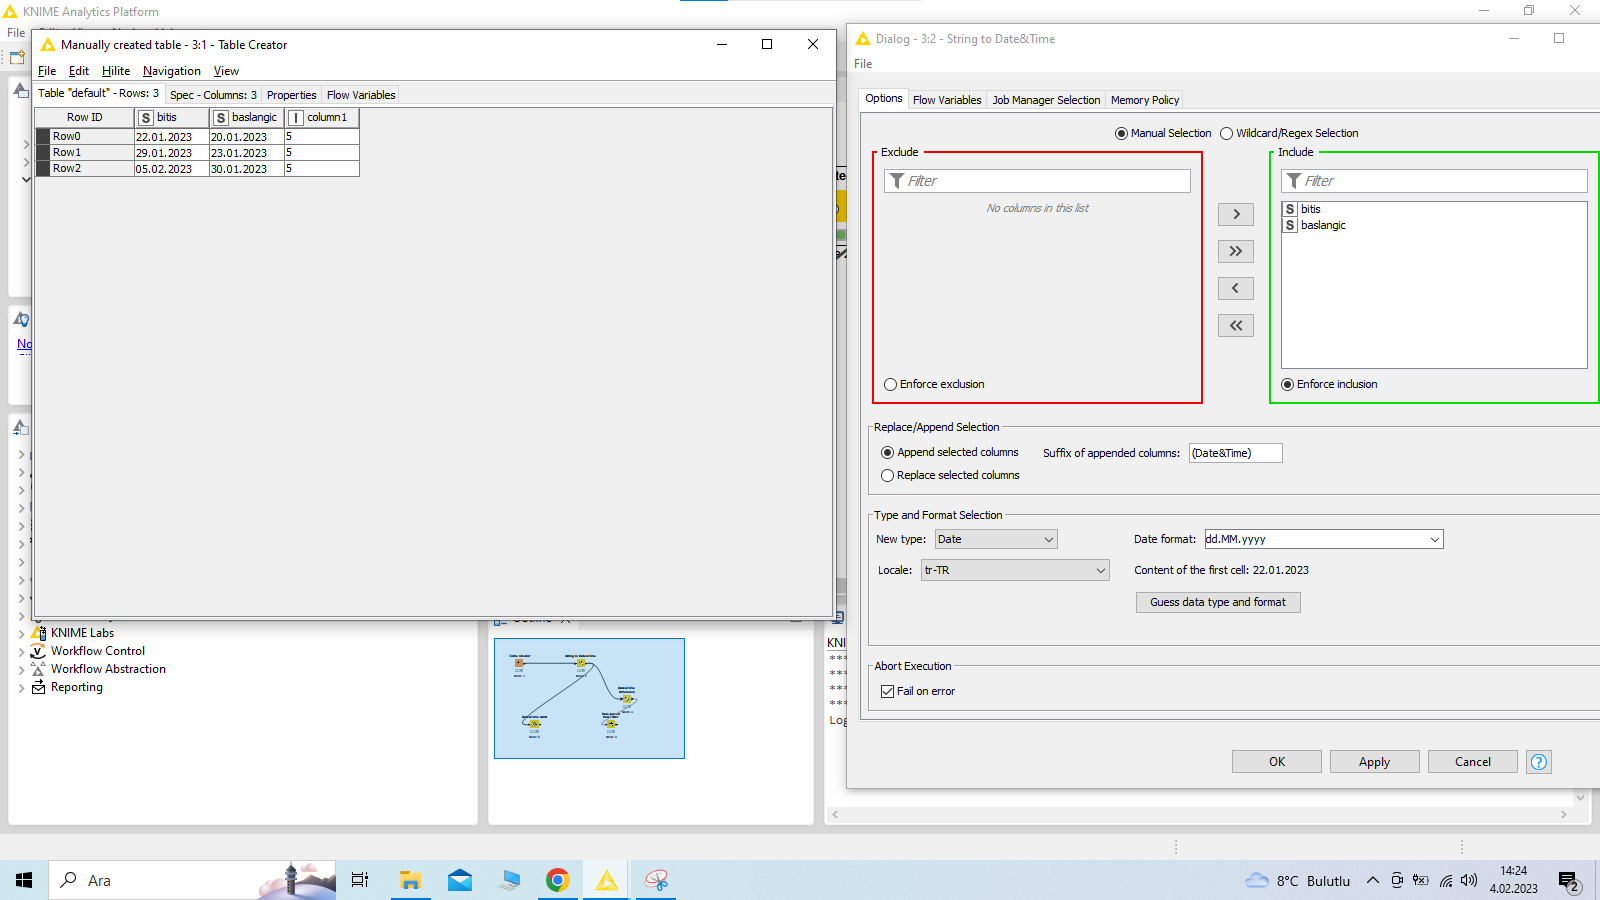 KNIME Analytics Platform
File
Manually created table - 3:1 - Table Creator
File Edit Hilite Navigation View
Table "default" - Rows: 3 Spec - Columns: 3 Properties Flow Variables
Row ID S bitis S baslangic I column1
Row0 22.01.2023 20.01.2023 5
Row1 29.01.2023 23.01.2023 5
Row2 05.02.2023 30.01.2023 5
No
KNIME Labs
Workflow Control
Workflow Abstraction
Reporting
Outline
KNI
****
****
****
****
Log
Dialog - 3:2 - String to Date&Time
File
Options Flow Variables Job Manager Selection Memory Policy
Manual Selection Wildcard/Regex Selection
Exclude
Filter
No columns in this list
Enforce exclusion
>
>>
<
<<
Include
Filter
S bitis
S baslangic
Enforce inclusion
Replace/Append Selection
Append selected columns Suffix of appended columns: (Date&Time)
Replace selected columns
Type and Format Selection
New type: Date Date format: dd.MM.yyyy
Locale: tr-TR Content of the first cell: 22.01.2023
Guess data type and format
Abort Execution
Fail on error
OK Apply Cancel ?
Ara
8°C Bulutlu
14:24
4.02.2023
2